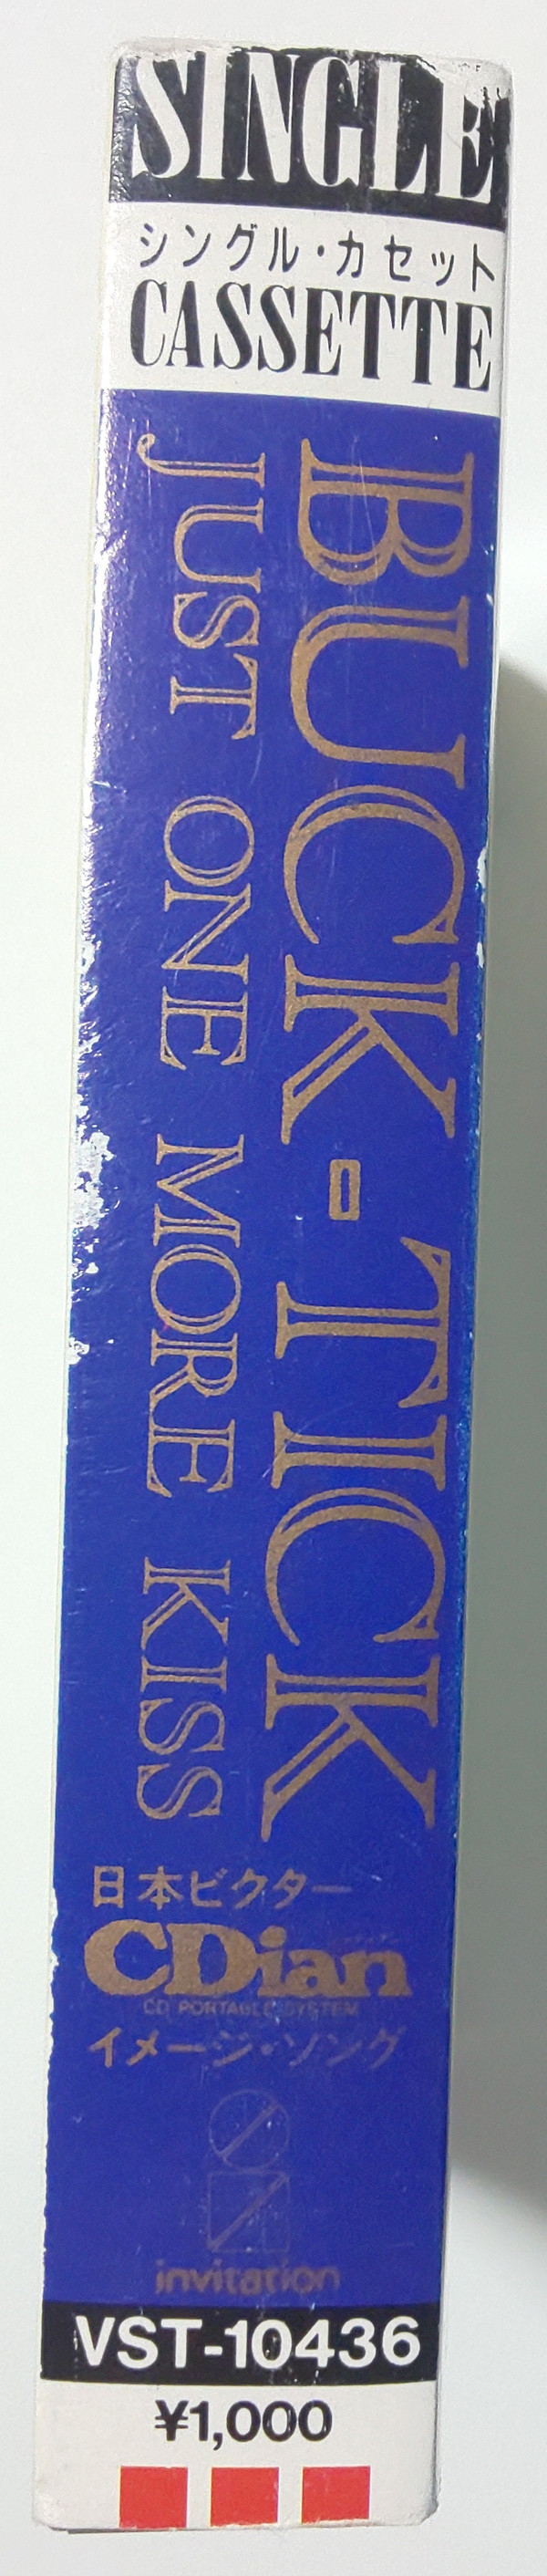 SINGLE
シングル・カセット
CASSETTE
BUCK-TICK
JUST ONE MORE KISS
日本ビクター
CDian
CD PORTABLE SYSTEM
イメージ・ソング
invitation
VST-10436
¥1,000